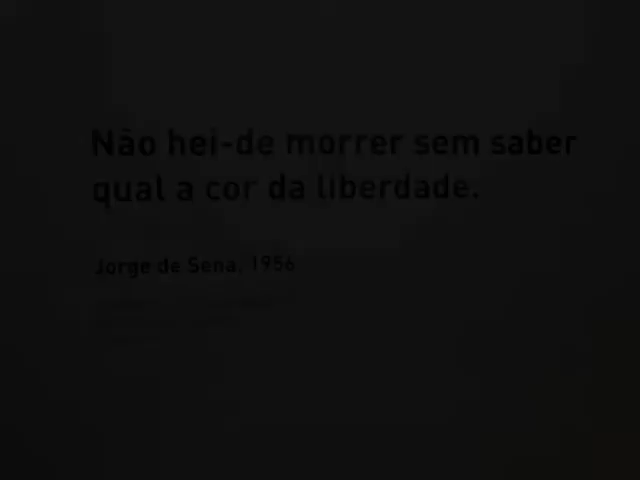 Não hei-de morrer sem saber
qual a cor da liberdade.
Jorge de Sena, 1956